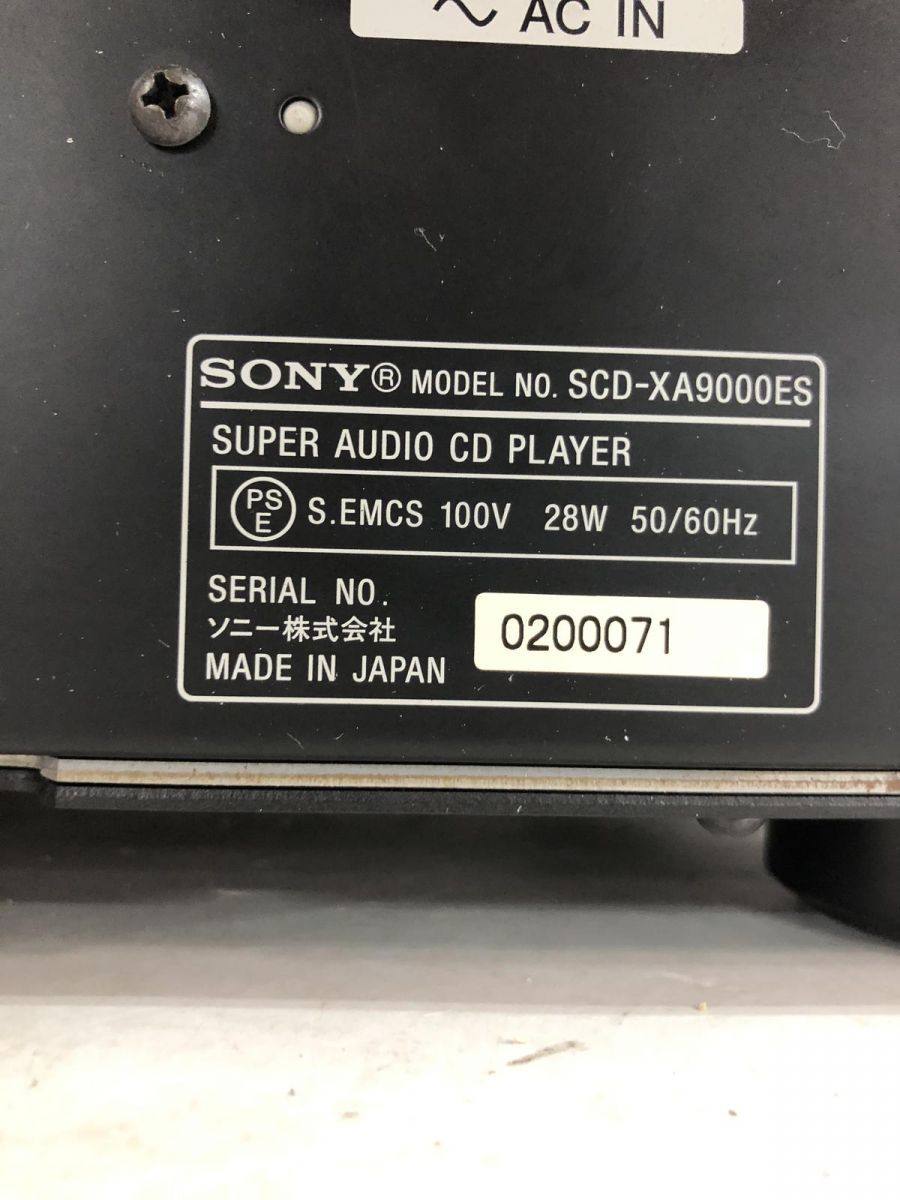 ~ AC IN
SONY® MODEL NO. SCD-XA9000ES
SUPER AUDIO CD PLAYER
PS E S.EMCS 100V 28W 50/60Hz
SERIAL NO.
ソニー株式会社 0200071
MADE IN JAPAN